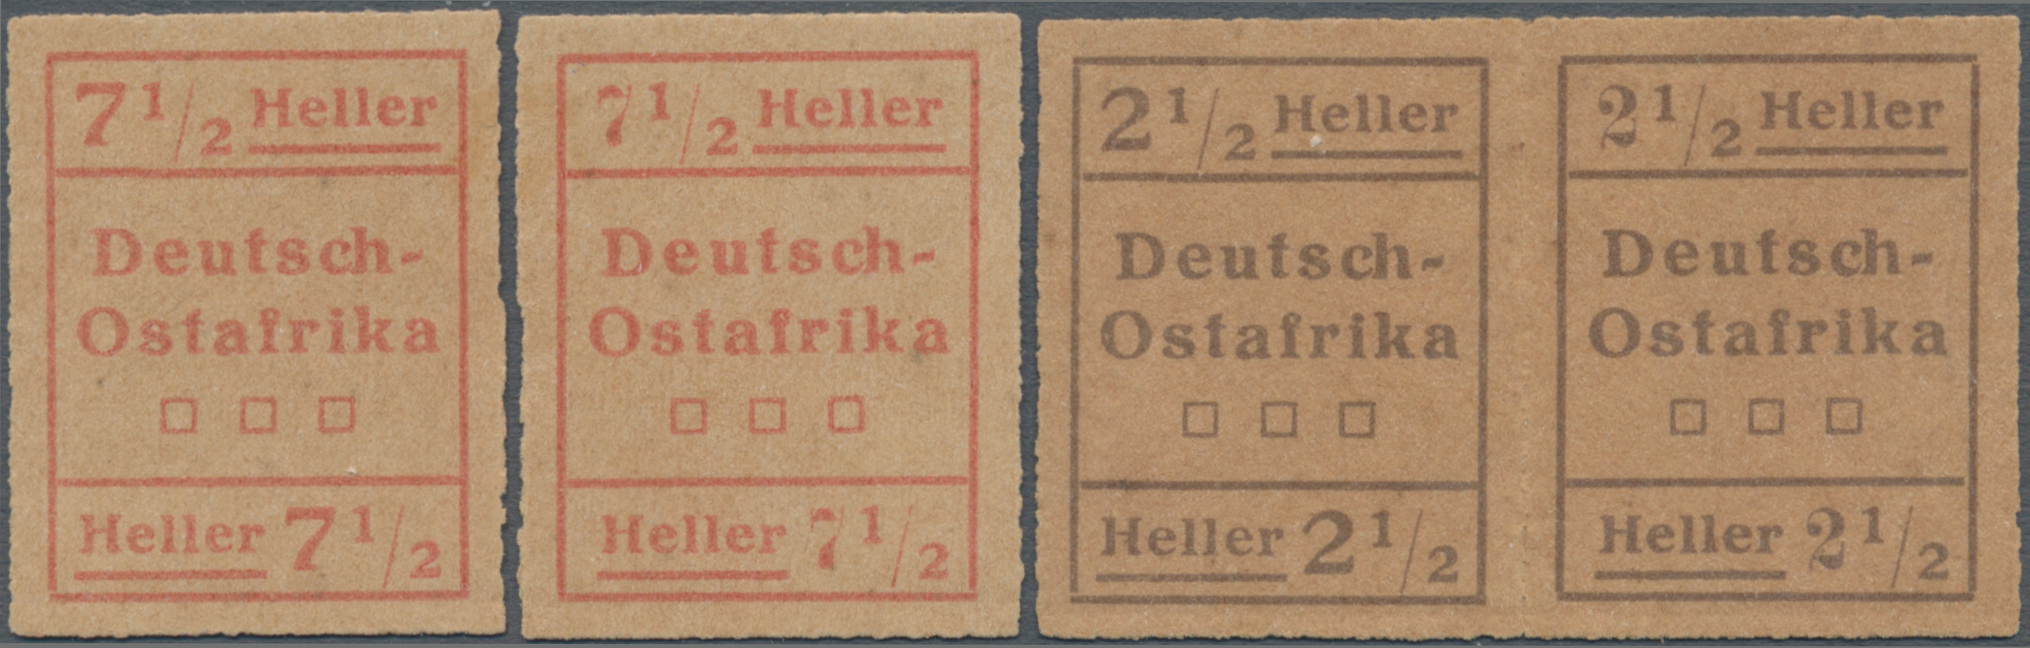 7 1/2 Heller
Deutsch-
Ostafrika
Heller 7 1/2
7 1/2 Heller
Deutsch-
Ostafrika
Heller 7 1/2
2 1/2 Heller
Deutsch-
Ostafrika
Heller 2 1/2
2 1/2 Heller
Deutsch-
Ostafrika
Heller 2 1/2